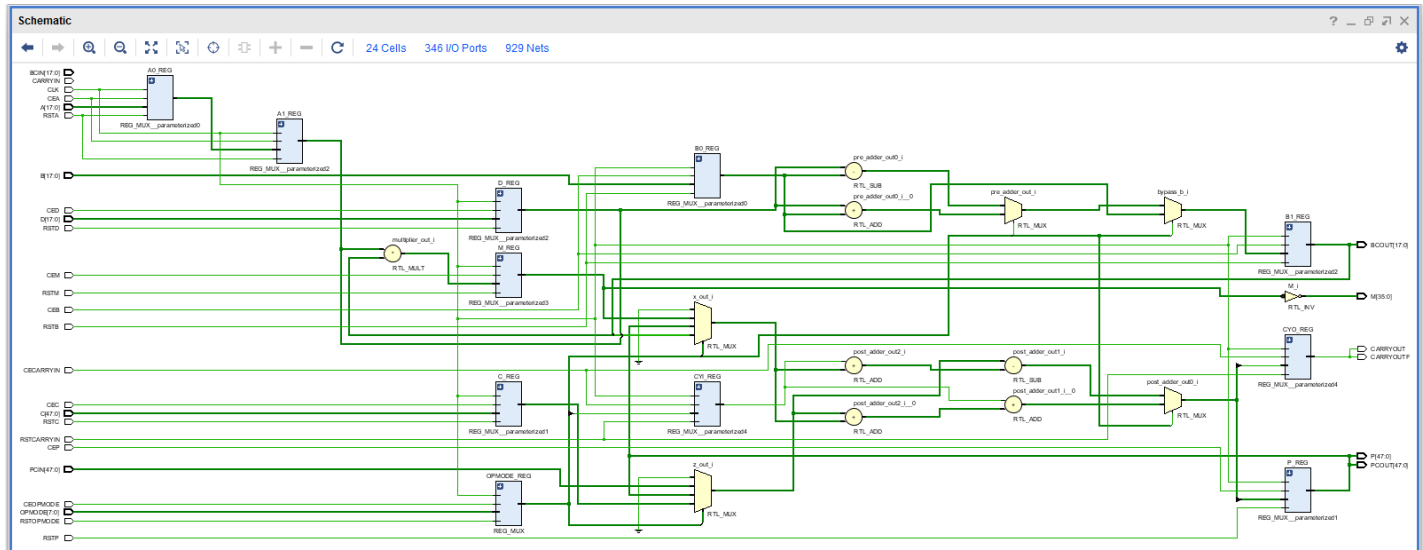 Schematic
24 Cells 346 I/O Ports 929 Nets
BCIN[17:0]
CARRYIN
CLK
CEA
A[17:0]
RSTA
A0_REG
REG_MUX__parameterized0
A1_REG
REG_MUX__parameterized2
B[17:0]
CED
D[17:0]
RSTD
D_REG
REG_MUX__parameterized2
multiplier_out_i
*
RTL_MULT
M_REG
REG_MUX__parameterized3
CEM
RSTM
CEB
RSTB
B0_REG
REG_MUX__parameterized0
pre_adder_out0_i
-
RTL_SUB
pre_adder_out0_i__0
+
RTL_ADD
pre_adder_out_i
RTL_MUX
bypass_b_i
RTL_MUX
B1_REG
REG_MUX__parameterized2
BCOUT[17:0]
M_i
RTL_INV
M[35:0]
x_out_i
RTL_MUX
CYO_REG
REG_MUX__parameterized4
CARRYOUT
CARRYOUTF
CECARRYIN
CEC
C[47:0]
RSTC
C_REG
REG_MUX__parameterized1
CYI_REG
REG_MUX__parameterized4
post_adder_out2_i
+
RTL_ADD
post_adder_out2_i__0
+
RTL_ADD
post_adder_out1_i
-
RTL_SUB
post_adder_out1_i__0
+
RTL_ADD
post_adder_out0_i
RTL_MUX
RSTCARRYIN
CEP
PCIN[47:0]
z_out_i
RTL_MUX
P_REG
REG_MUX__parameterized1
P[47:0]
PCOUT[47:0]
OPMODE_REG
REG_MUX
CEOPMODE
OPMODE[7:0]
RSTOPMODE
RSTP